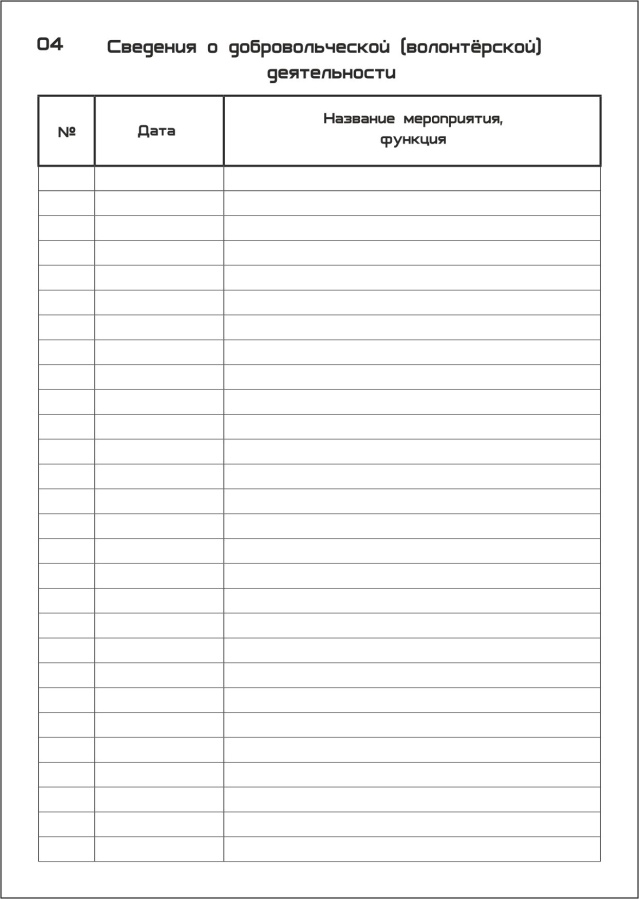 04 Сведения о добровольческой (волонтёрской)
деятельности
№ Дата Название мероприятия,
функция